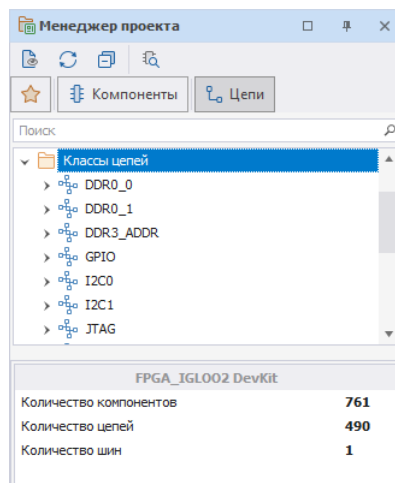 Менеджер проекта
Компоненты
Цепи
Поиск
Классы цепей
DDR0_0
DDR0_1
DDR3_ADDR
GPIO
I2C0
I2C1
JTAG
FPGA_IGLOO2 DevKit
Количество компонентов 761
Количество цепей 490
Количество шин 1